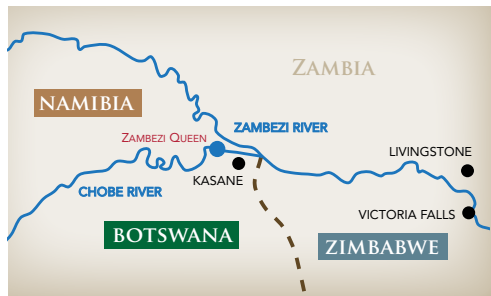 ZAMBIA
NAMIBIA
ZAMBEZI QUEEN
ZAMBEZI RIVER
LIVINGSTONE
KASANE
CHOBE RIVER
VICTORIA FALLS
BOTSWANA
ZIMBABWE